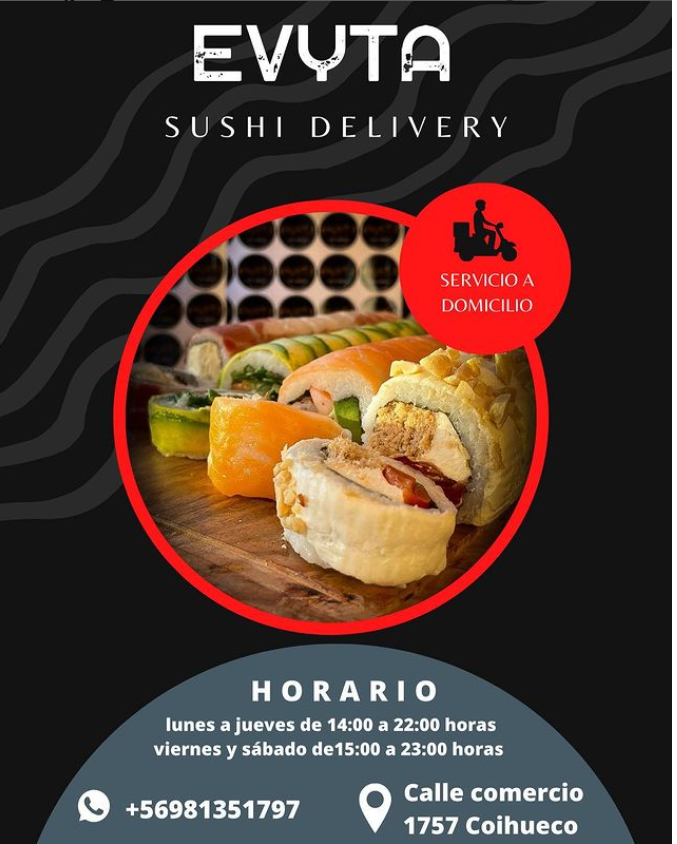 EVYTA
SUSHI DELIVERY
SERVICIO A
DOMICILIO
HORARIO
lunes a jueves de 14:00 a 22:00 horas
viernes y sábado de15:00 a 23:00 horas
+56981351797
Calle comercio
1757 Coihueco